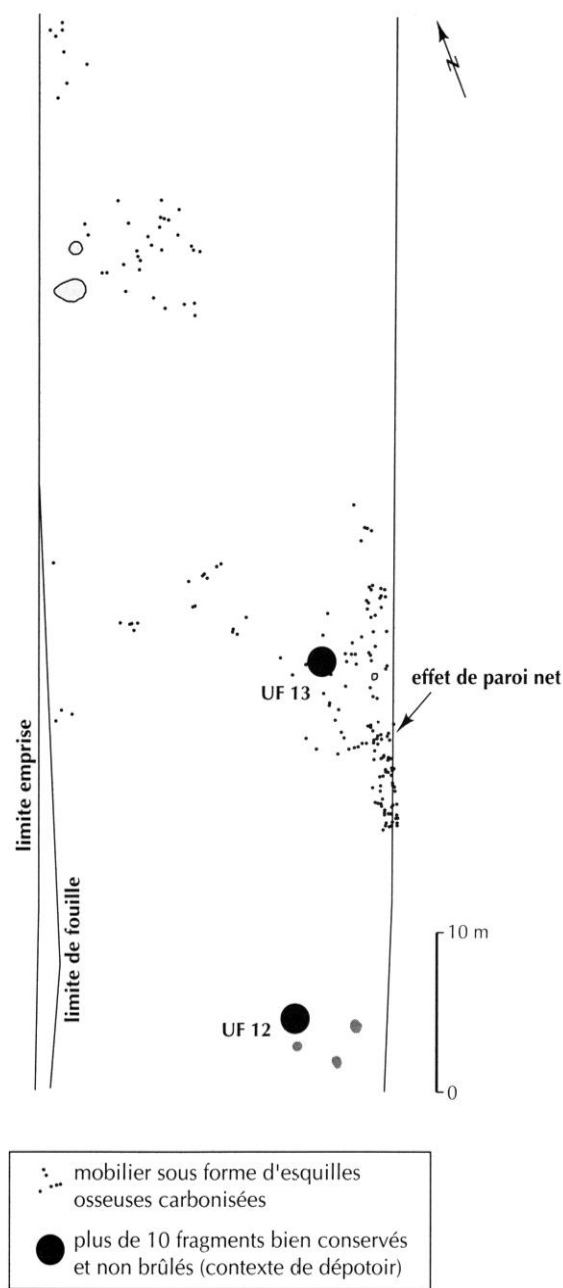 N
effet de paroi net
UF 13
limite emprise
limite de fouille
10 m
UF 12
0
mobilier sous forme d'esquilles
osseuses carbonisées
plus de 10 fragments bien conservés
et non brûlés (contexte de dépotoir)